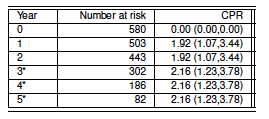 Year Number at risk CPR
0 580 0.00 (0.00,0.00)
1 503 1.92 (1.07,3.44)
2 443 1.92 (1.07,3.44)
3* 302 2.16 (1.23,3.78)
4* 186 2.16 (1.23,3.78)
5* 82 2.16 (1.23,3.78)